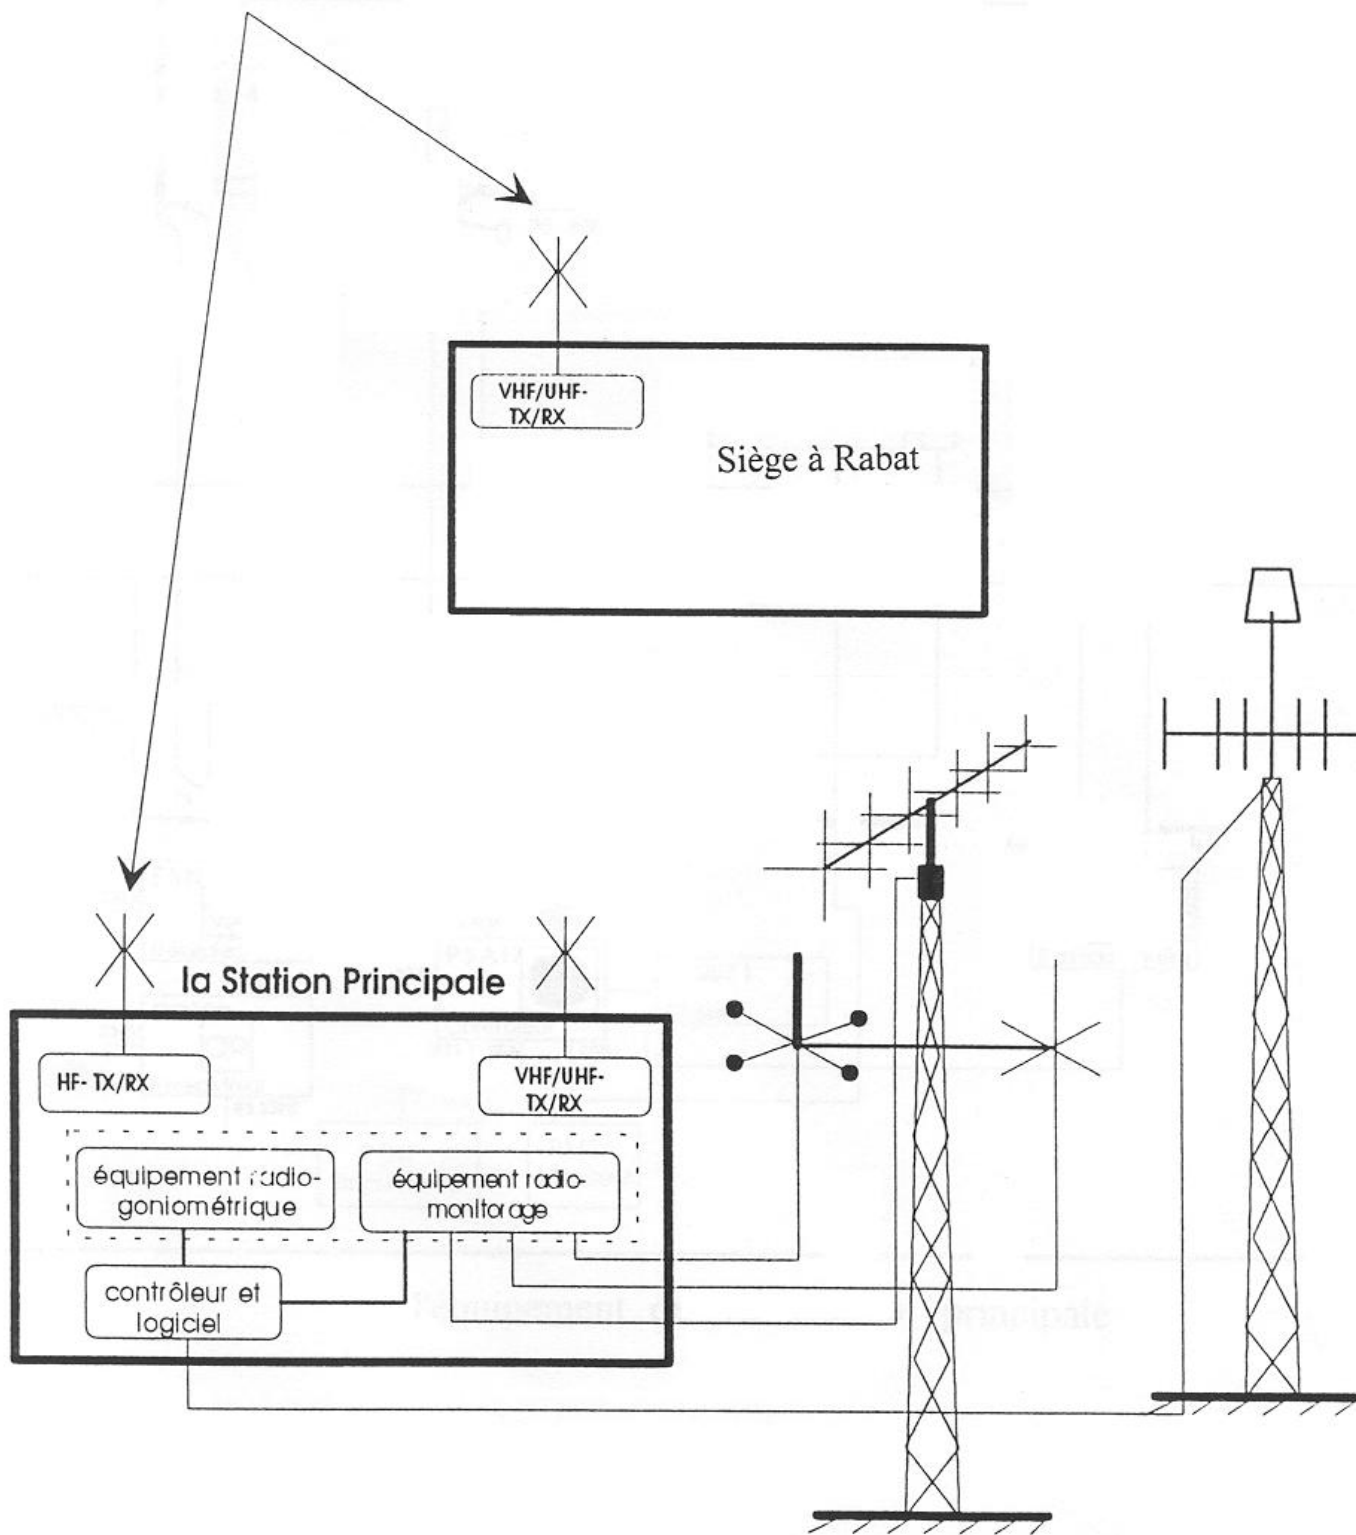 VHF/UHF-
TX/RX
Siège à Rabat
la Station Principale
HF- TX/RX
VHF/UHF-
TX/RX
équipement radio-
goniométrique
équipement radio-
monitorage
contrôleur et
logiciel
principale